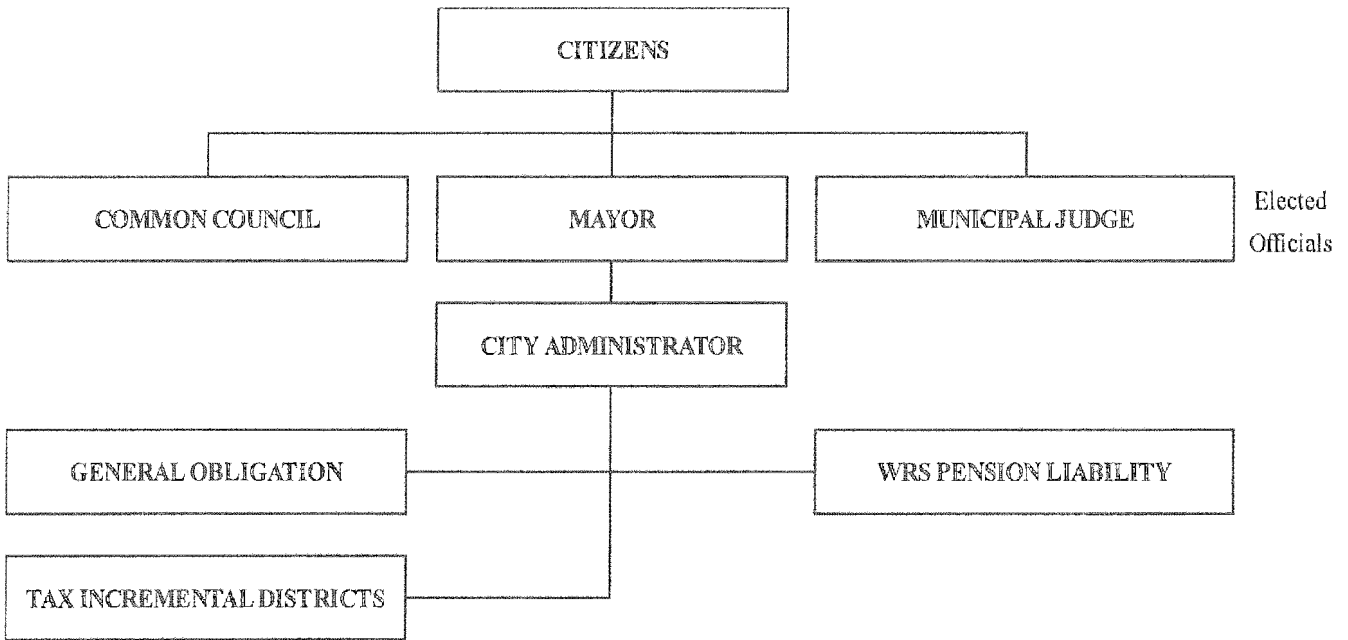 CITIZENS
COMMON COUNCIL
MAYOR
MUNICIPAL JUDGE
Elected
Officials
CITY ADMINISTRATOR
GENERAL OBLIGATION
WRS PENSION LIABILITY
TAX INCREMENTAL DISTRICTS